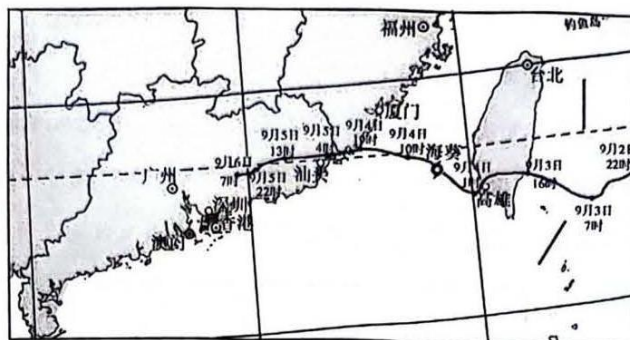 钓鱼岛
福州
台北
厦门
9月5日
13时
9月5日
4时
9月4日
19时
9月4日
10时
海葵
9月6日
7时
9月5日
22时
汕头
9月3日
16时
9月2日
22时
9月3日
7时
高雄
广州
深圳
香港
澳门